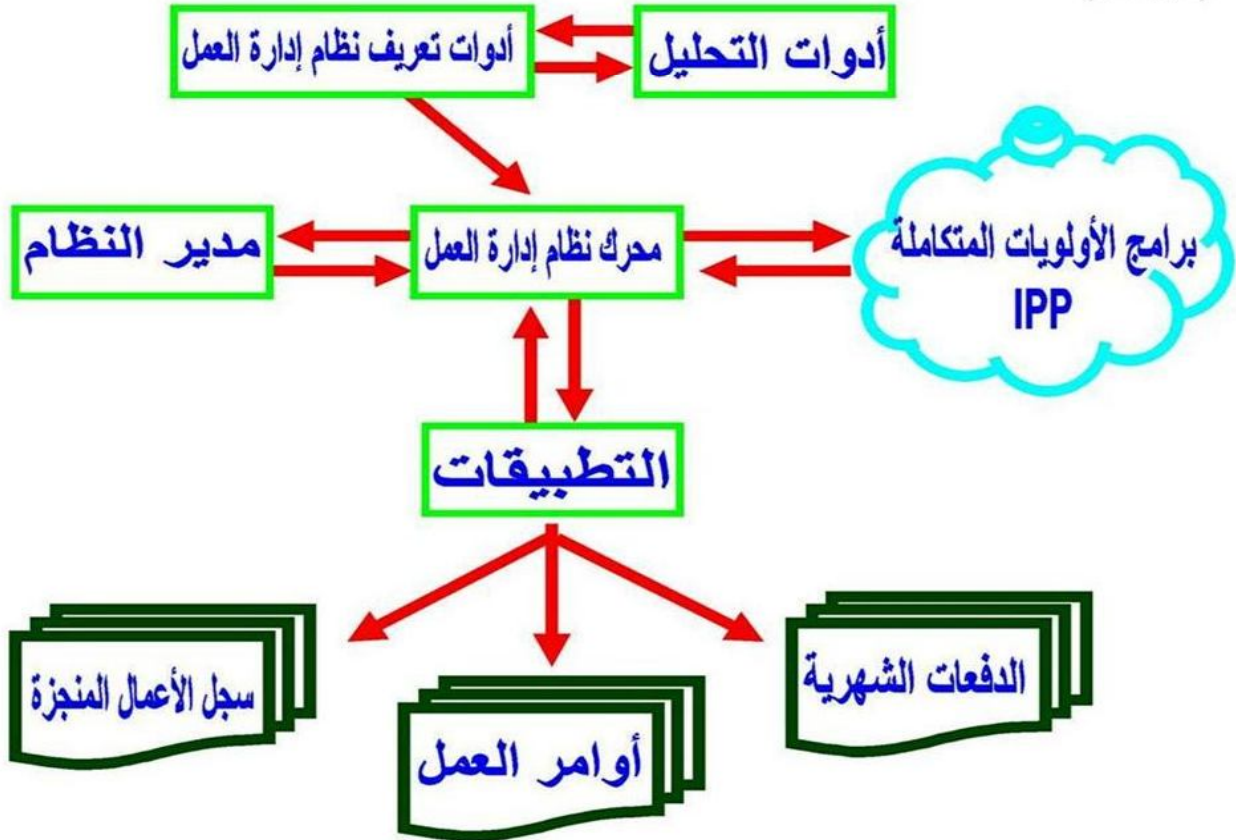 أدوات التحليل
أدوات تعريف نظام إدارة العمل
برامج الأولويات المتكاملة
IPP
محرك نظام إدارة العمل
مدير النظام
التطبيقات
الدفعات الشهرية
أوامر العمل
سجل الأعمال المنجزة